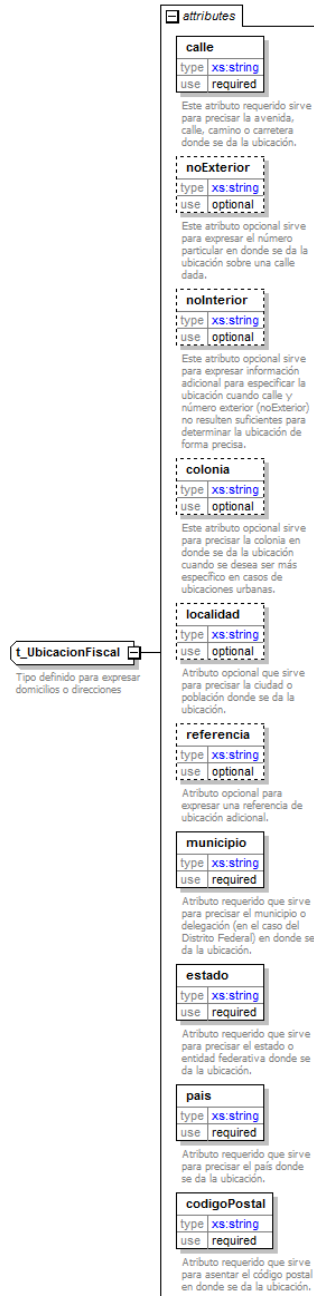 attributes
calle
type xs:string
use required
Este atributo requerido sirve
para precisar la avenida,
calle, camino o carretera
donde se da la ubicación.
noExterior
type xs:string
use optional
Este atributo opcional sirve
para expresar el número
particular en donde se da la
ubicación sobre una calle
dada.
noInterior
type xs:string
use optional
Este atributo opcional sirve
para expresar información
adicional para especificar la
ubicación cuando calle y
número exterior (noExterior)
no resulten suficientes para
determinar la ubicación de
forma precisa.
colonia
type xs:string
use optional
Este atributo opcional sirve
para precisar la colonia en
donde se da la ubicación
cuando se desea ser más
específico en casos de
ubicaciones urbanas.
localidad
type xs:string
use optional
Atributo opcional que sirve
para precisar la ciudad o
población donde se da la
ubicación.
t_UbicacionFiscal
Tipo definido para expresar
domicilios o direcciones
referencia
type xs:string
use optional
Atributo opcional para
expresar una referencia de
ubicación adicional.
municipio
type xs:string
use required
Atributo requerido que sirve
para precisar el municipio o
delegación (en el caso del
Distrito Federal) en donde se
da la ubicación.
estado
type xs:string
use required
Atributo requerido que sirve
para precisar el estado o
entidad federativa donde se
da la ubicación.
pais
type xs:string
use required
Atributo requerido que sirve
para precisar el país donde
se da la ubicación.
codigoPostal
type xs:string
use required
Atributo requerido que sirve
para asentar el código postal
en donde se da la ubicación.